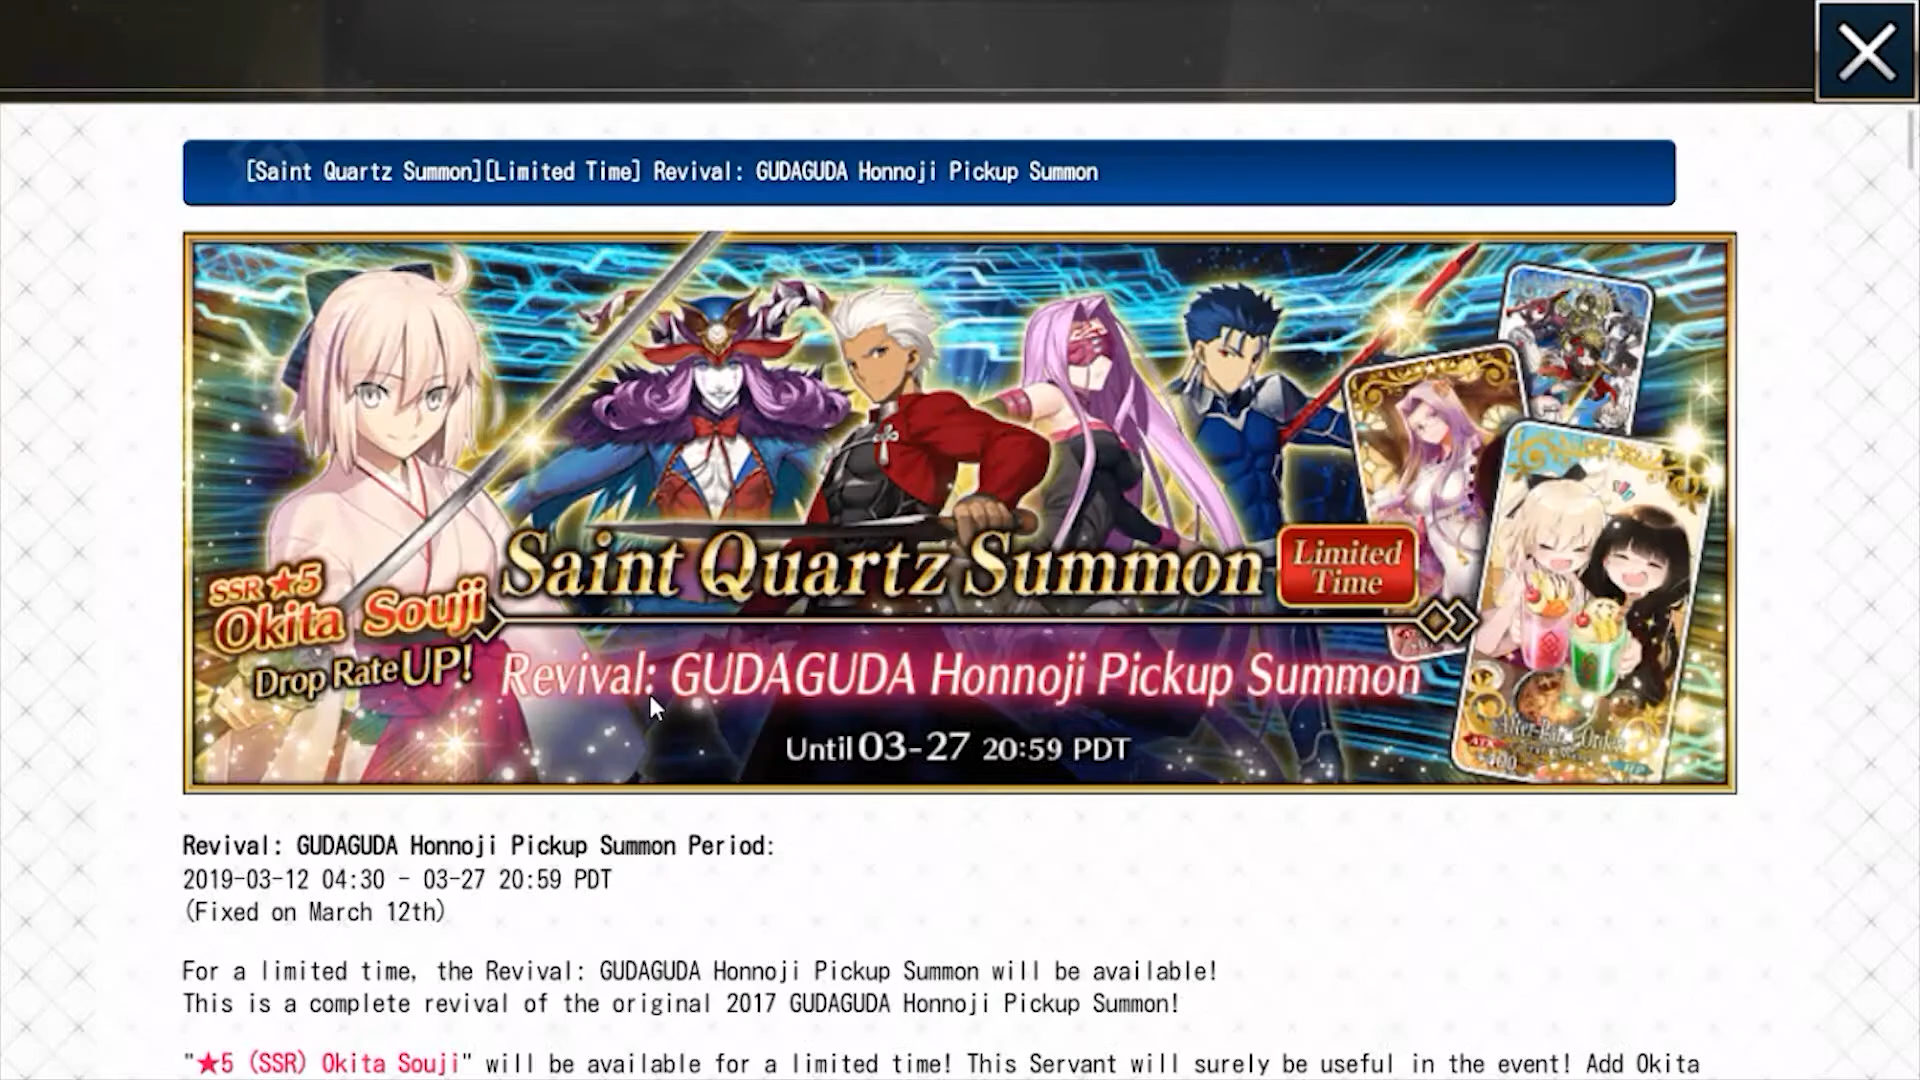 [Saint Quartz Summon][Limited Time] Revival: GUDAGUDA Honnoji Pickup Summon
SSR★5
Okita Souji
Drop Rate UP!
Saint Quartz Summon
Limited
Time
Revival: GUDAGUDA Honnoji Pickup Summon
Until 03-27 20:59 PDT
Revival: GUDAGUDA Honnoji Pickup Summon Period:
2019-03-12 04:30 - 03-27 20:59 PDT
(Fixed on March 12th)
For a limited time, the Revival: GUDAGUDA Honnoji Pickup Summon will be available!
This is a complete revival of the original 2017 GUDAGUDA Honnoji Pickup Summon!
"★5 (SSR) Okita Souji" will be available for a limited time! This Servant will surely be useful in the event! Add Okita